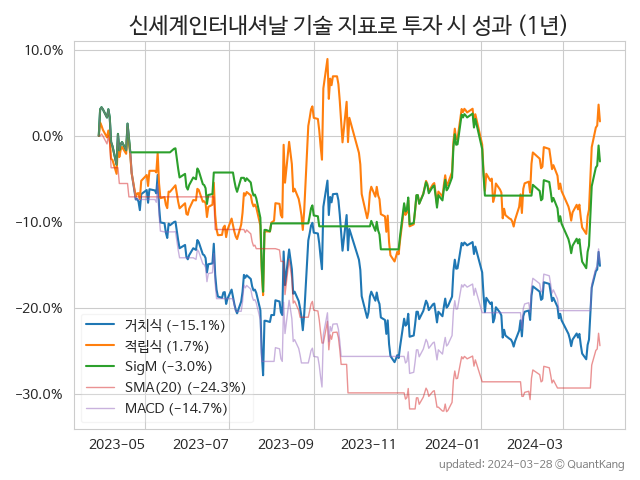 신세계인터내셔날 기술 지표로 투자 시 성과 (1년)
10.0%
0.0%
−10.0%
−20.0%
−30.0%
거치식 (−15.1%)
적립식 (1.7%)
SigM (−3.0%)
SMA(20) (−24.3%)
MACD (−14.7%)
2023−05 2023−07 2023−09 2023−11 2024−01 2024−03
updated: 2024−03−28 © QuantKang